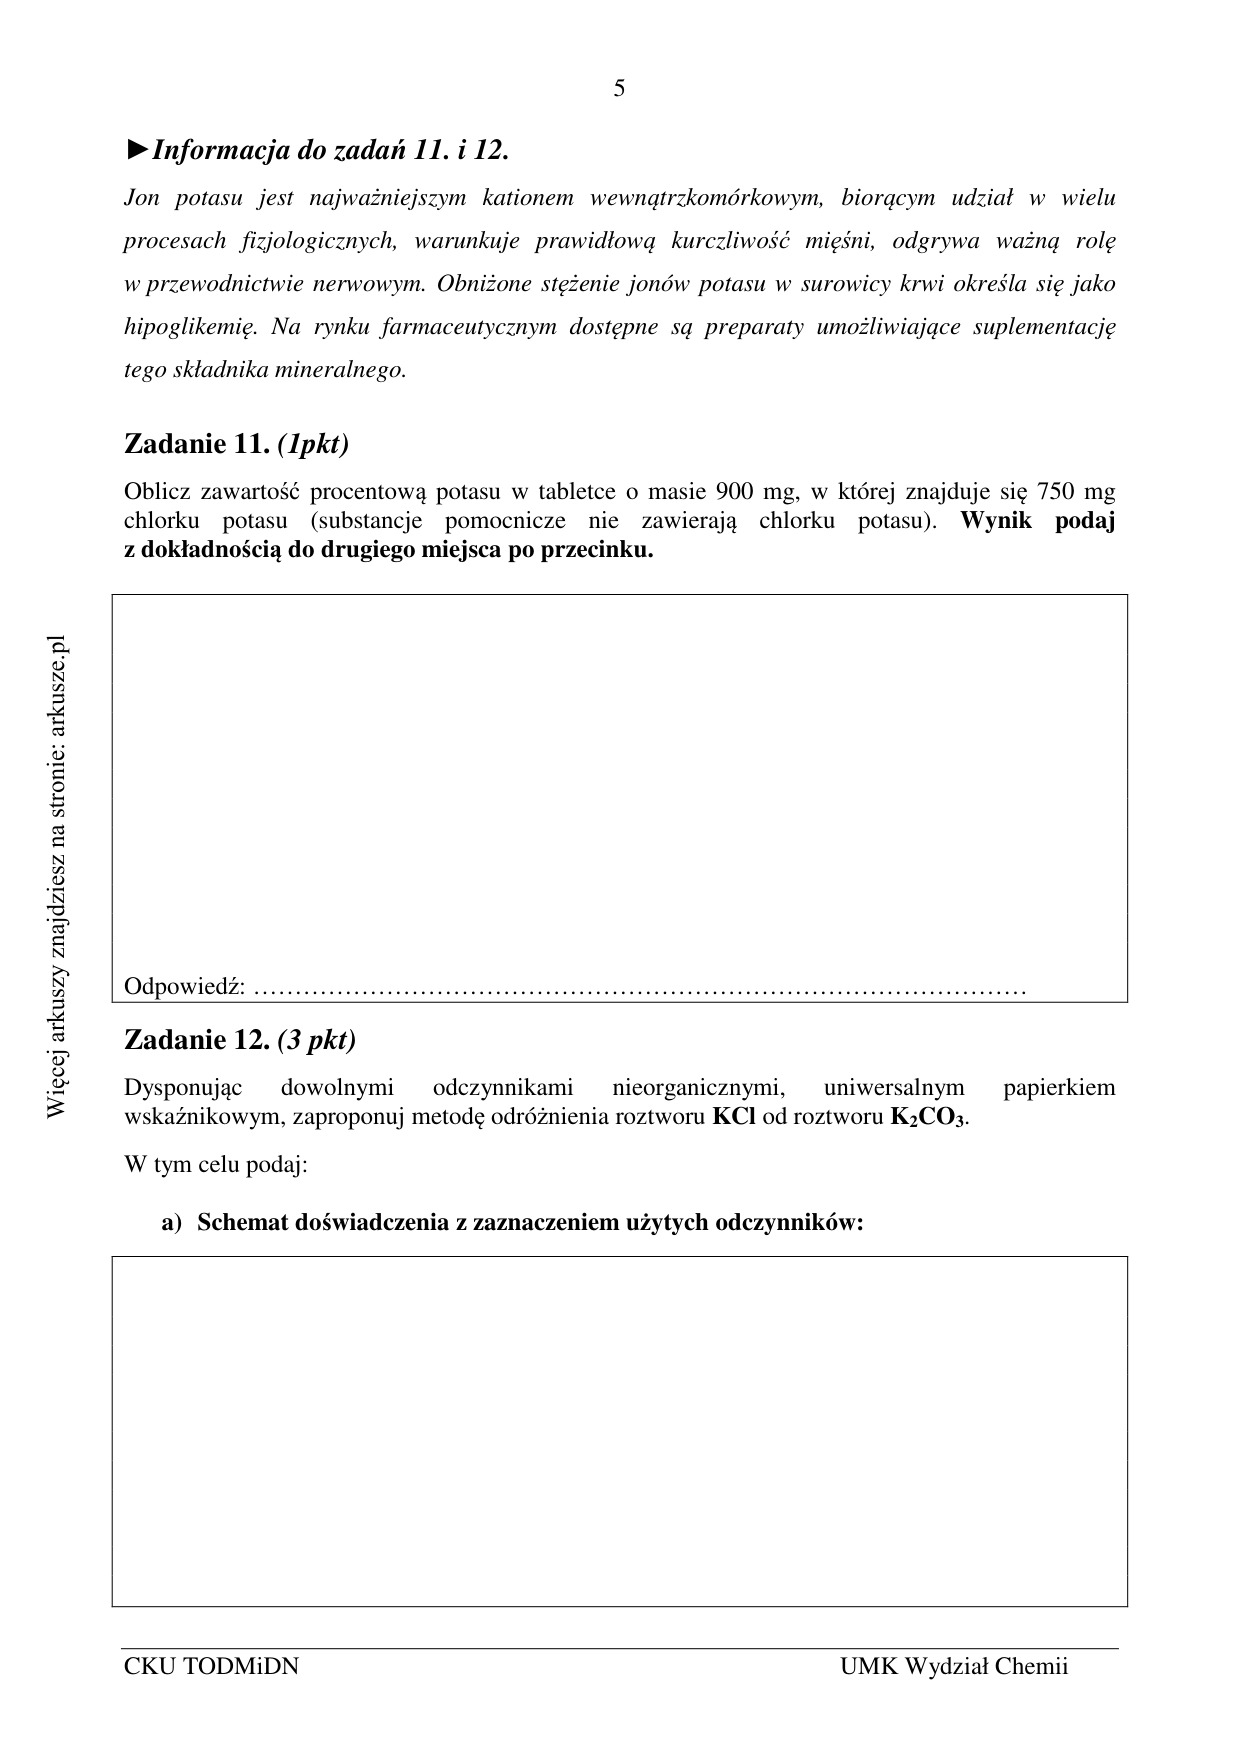 5
►Informacja do zadań 11. i 12.
Jon potasu jest najważniejszym kationem wewnątrzkomórkowym, biorącym udział w wielu
procesach fizjologicznych, warunkuje prawidłową kurczliwość mięśni, odgrywa ważną rolę
w przewodnictwie nerwowym. Obniżone stężenie jonów potasu w surowicy krwi określa się jako
hipoglikemię. Na rynku farmaceutycznym dostępne są preparaty umożliwiające suplementację
tego składnika mineralnego.
Zadanie 11. (1pkt)
Oblicz zawartość procentową potasu w tabletce o masie 900 mg, w której znajduje się 750 mg
chlorku potasu (substancje pomocnicze nie zawierają chlorku potasu). Wynik podaj
z dokładnością do drugiego miejsca po przecinku.
Odpowiedź: …………………………………………………………………………………
Zadanie 12. (3 pkt)
Dysponując dowolnymi odczynnikami nieorganicznymi, uniwersalnym papierkiem
wskaźnikowym, zaproponuj metodę odróżnienia roztworu KCl od roztworu K₂CO₃.
W tym celu podaj:
a) Schemat doświadczenia z zaznaczeniem użytych odczynników:
CKU TODMiDN UMK Wydział Chemii
Więcej arkuszy znajdziesz na stronie: arkusze.pl